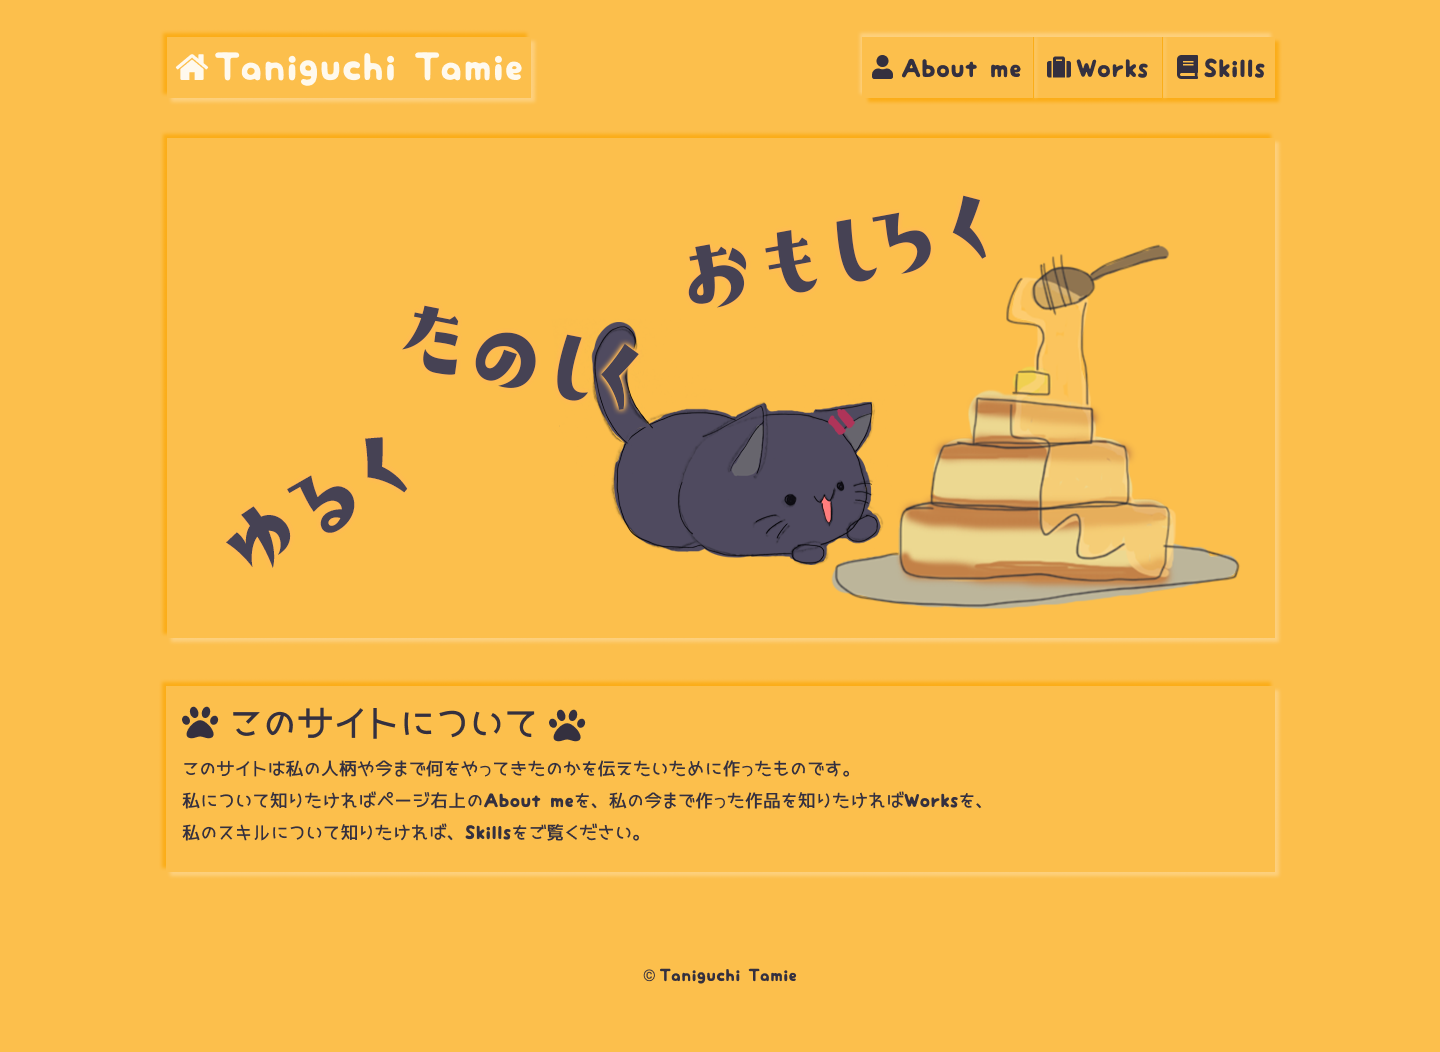 Taniguchi Tamie
About me
Works
Skills
ゆるく
たのしく
おもしろく
このサイトについて
このサイトは私の人柄や今まで何をやってきたのかを伝えたいために作ったものです。
私について知りたければページ右上のAbout meを、私の今まで作った作品を知りたければWorksを、
私のスキルについて知りたければ、Skillsをご覧ください。
© Taniguchi Tamie